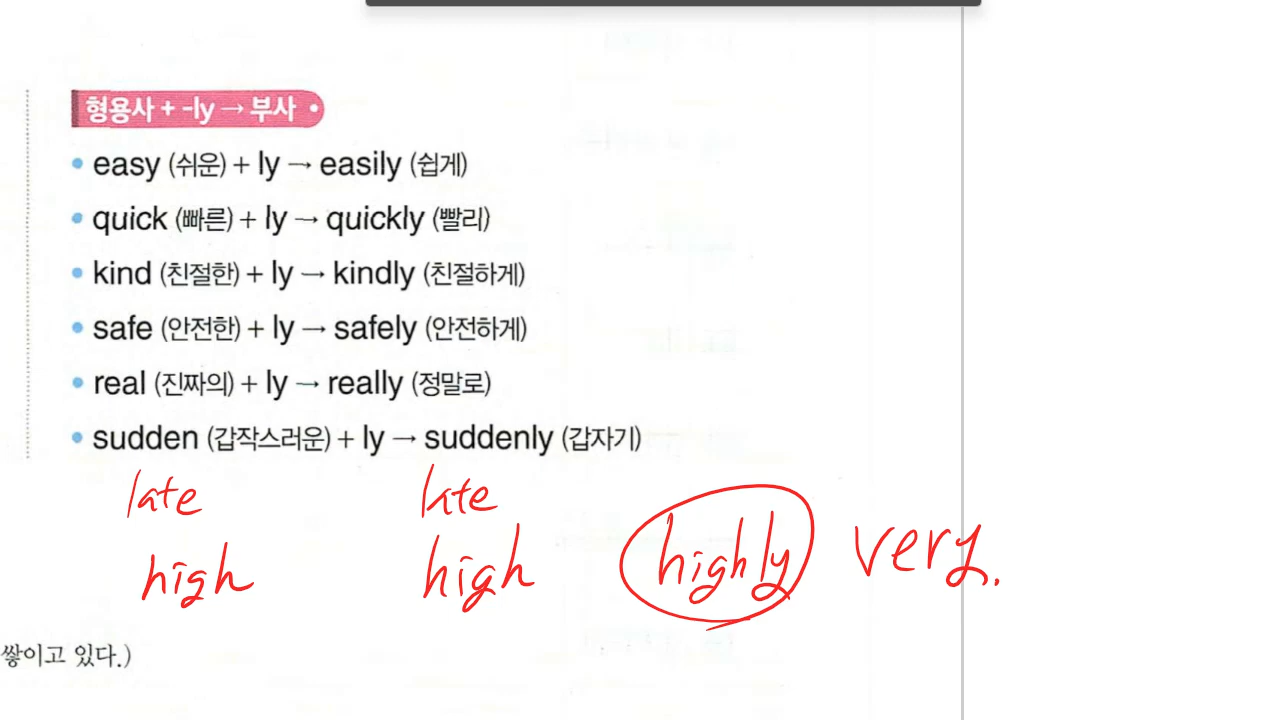 형용사 + -ly → 부사
• easy (쉬운) + ly → easily (쉽게)
• quick (빠른) + ly → quickly (빨리)
• kind (친절한) + ly → kindly (친절하게)
• safe (안전한) + ly → safely (안전하게)
• real (진짜의) + ly → really (정말로)
• sudden (갑작스러운) + ly → suddenly (갑자기)
late late
high high highly very.
쌓이고 있다.)